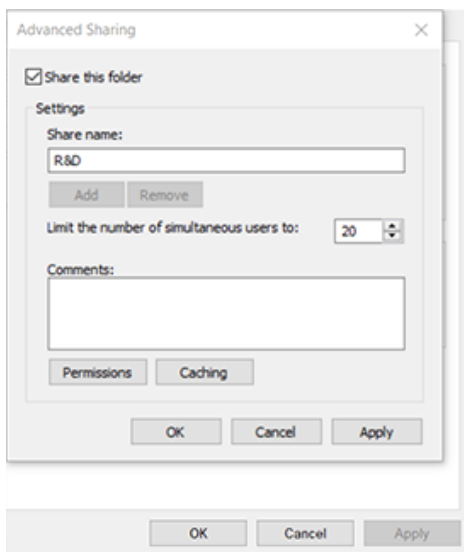 Advanced Sharing
Share this folder
Settings
Share name:
R&D
Add Remove
Limit the number of simultaneous users to: 20
Comments:
Permissions Caching
OK Cancel Apply
OK Cancel Apply